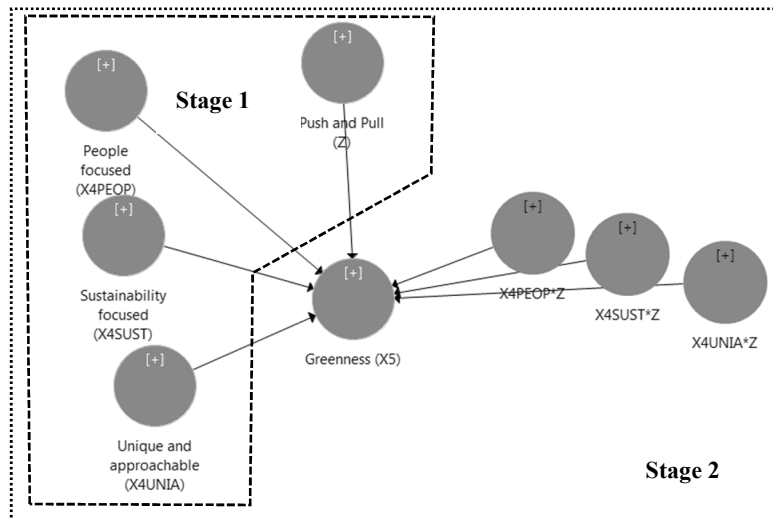 [+]
People
focused
(X4PEOP)
Stage 1
[+]
Push and Pull
(Z)
[+]
Sustainability
focused
(X4SUST)
[+]
Unique and
approachable
(X4UNIA)
[+]
Greenness (X5)
[+]
X4PEOP*Z
[+]
X4SUST*Z
[+]
X4UNIA*Z
Stage 2